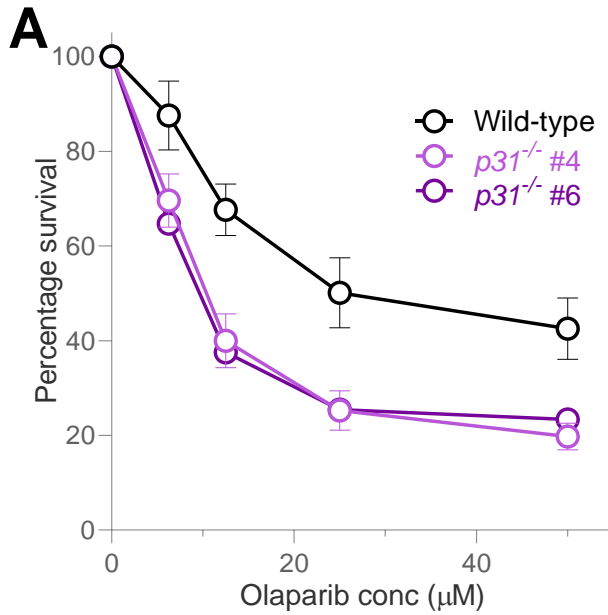 A
Percentage survival
100
80
60
40
20
0
Wild-type
p31-/- #4
p31-/- #6
0 20 40
Olaparib conc (μM)